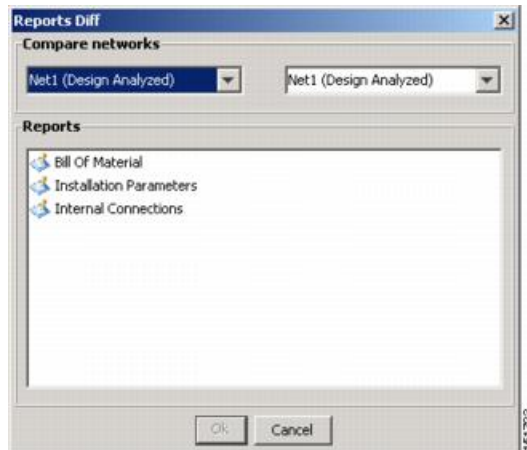 Reports Diff
Compare networks
Net1 (Design Analyzed) Net1 (Design Analyzed)
Reports
Bill Of Material
Installation Parameters
Internal Connections
Ok Cancel